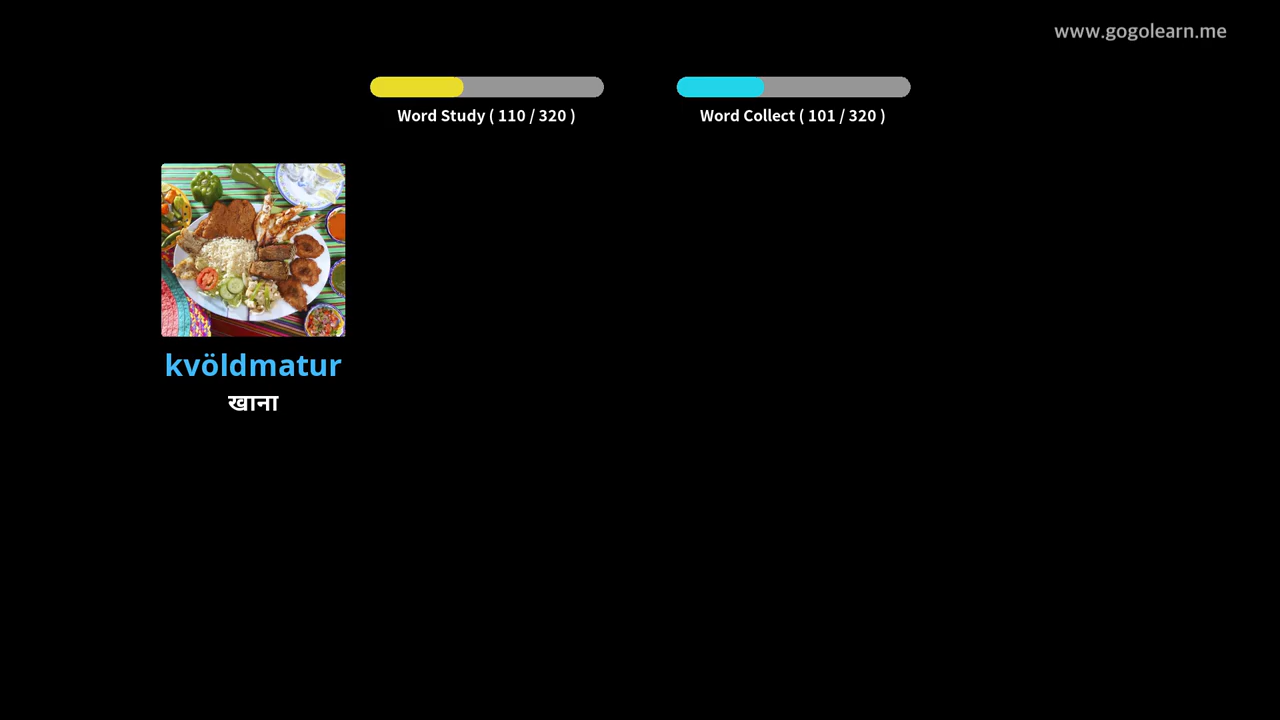 www.gogolearn.me
Word Study ( 110 / 320 )
Word Collect ( 101 / 320 )
kvöldmatur
खाना